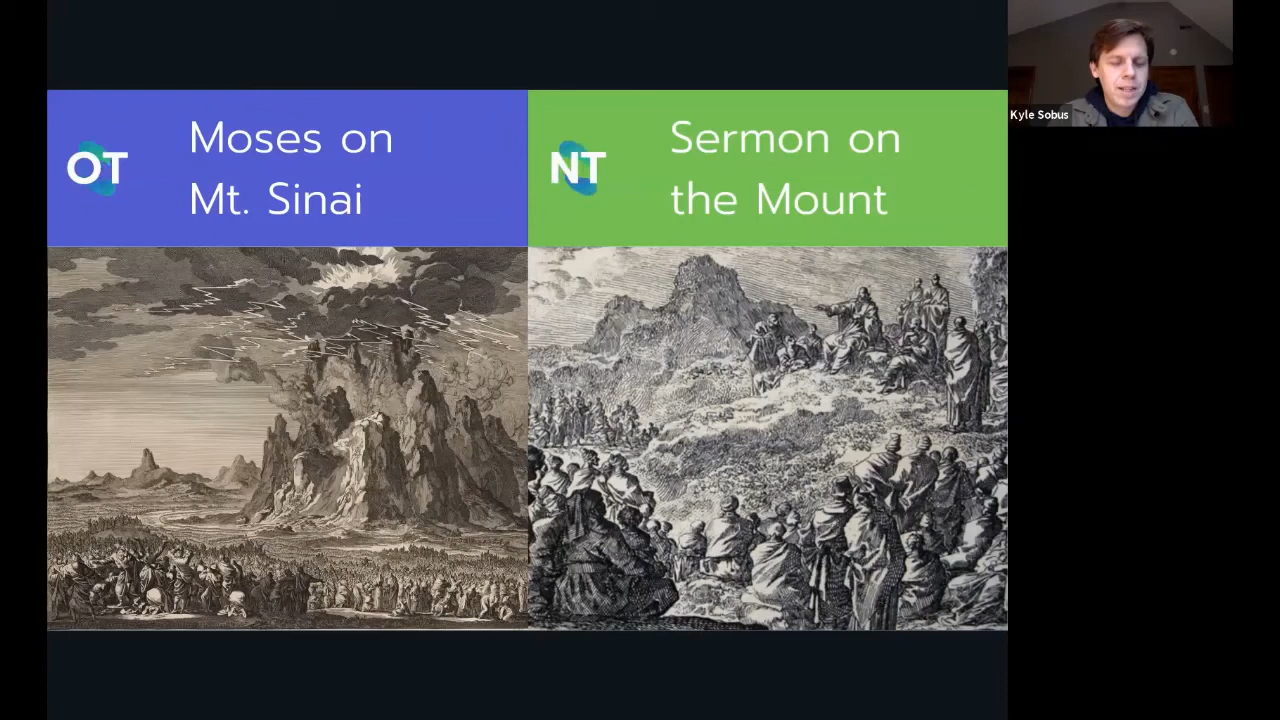 OT
Moses on
Mt. Sinai
NT
Sermon on
the Mount
Kyle Sobus